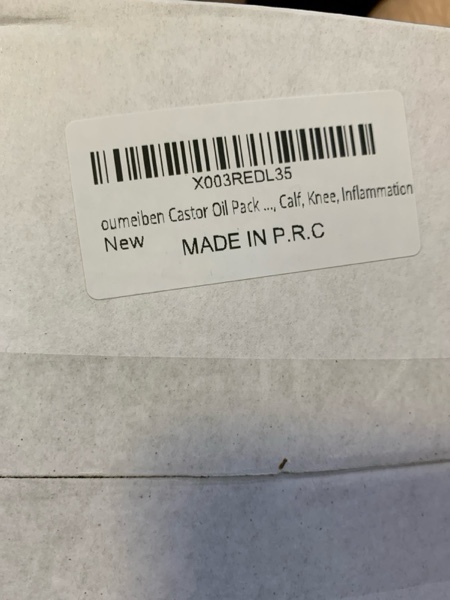 X003REDL35
oumeiben Castor Oil Pack ..., Calf, Knee, Inflammation
New
MADE IN P.R.C